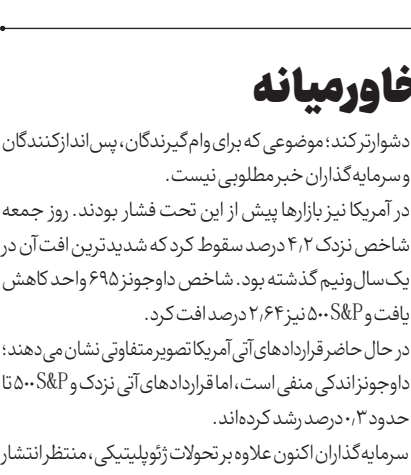 خاورمیانه
دشوارتر کند؛ موضوعی که برای وام‌گیرندگان، پس‌اندازکنندگان
و سرمایه‌گذاران خبر مطلوبی نیست.
در آمریکا نیز بازارها پیش از این تحت فشار بودند. روز جمعه
شاخص نزدک ۴٫۲ درصد سقوط کرد که شدیدترین افت آن در
یک‌سال‌ونیم گذشته بود. شاخص داوجونز ۶۹۵ واحد کاهش
یافت و S&P ۵۰۰ نیز ۲٫۶۴ درصد افت کرد.
در حال حاضر قراردادهای آتی آمریکا تصویر متفاوتی نشان می‌دهند؛
داوجونز اندکی منفی است، اما قراردادهای آتی نزدک و S&P ۵۰۰ تا
حدود ۰٫۳ درصد رشد کرده‌اند.
سرمایه‌گذاران اکنون علاوه بر تحولات ژئوپلیتیکی، منتظر انتشار